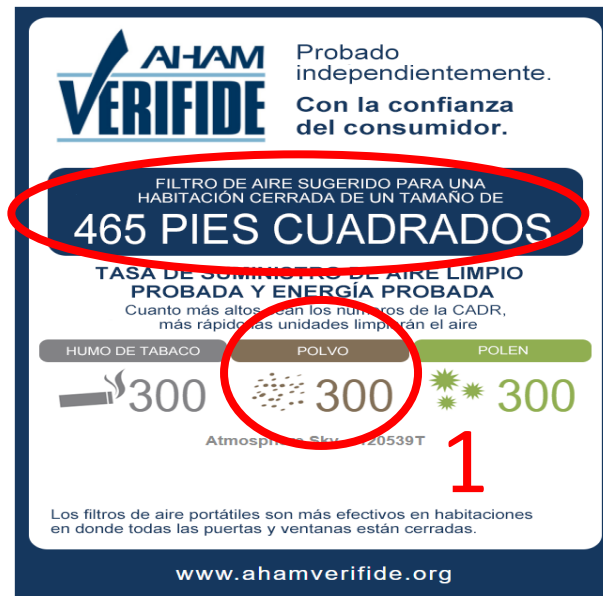 AHAM
VERIFIDE
Probado
independientemente.
Con la confianza
del consumidor.
FILTRO DE AIRE SUGERIDO PARA UNA
HABITACIÓN CERRADA DE UN TAMAÑO DE
465 PIES CUADRADOS
TASA DE SUMINISTRO DE AIRE LIMPIO
PROBADA Y ENERGÍA PROBADA
Cuanto más altos sean los números de la CADR,
más rápido las unidades limpiarán el aire
HUMO DE TABACO POLVO POLEN
300 300 300
Atmosphere Sky 120539T
1
Los filtros de aire portátiles son más efectivos en habitaciones
en donde todas las puertas y ventanas están cerradas.
www.ahamverifide.org